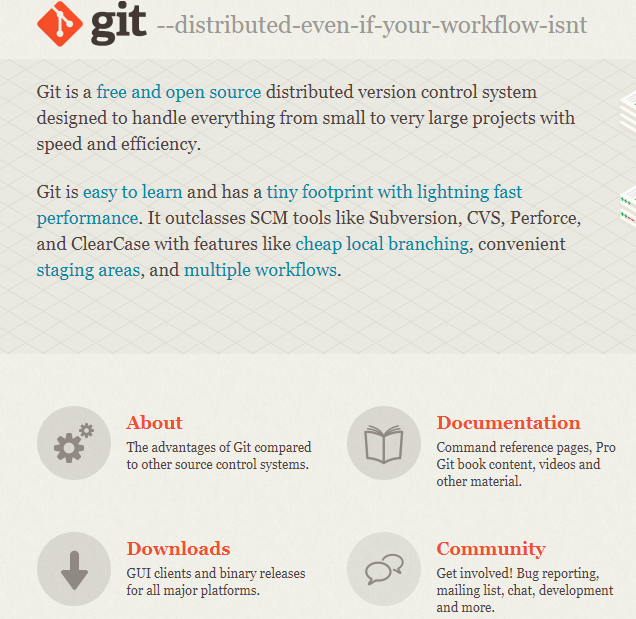 git --distributed-even-if-your-workflow-isnt
Git is a free and open source distributed version control system
designed to handle everything from small to very large projects with
speed and efficiency.
Git is easy to learn and has a tiny footprint with lightning fast
performance. It outclasses SCM tools like Subversion, CVS, Perforce,
and ClearCase with features like cheap local branching, convenient
staging areas, and multiple workflows.
About
The advantages of Git compared
to other source control systems.
Documentation
Command reference pages, Pro
Git book content, videos and
other material.
Downloads
GUI clients and binary releases
for all major platforms.
Community
Get involved! Bug reporting,
mailing list, chat, development
and more.